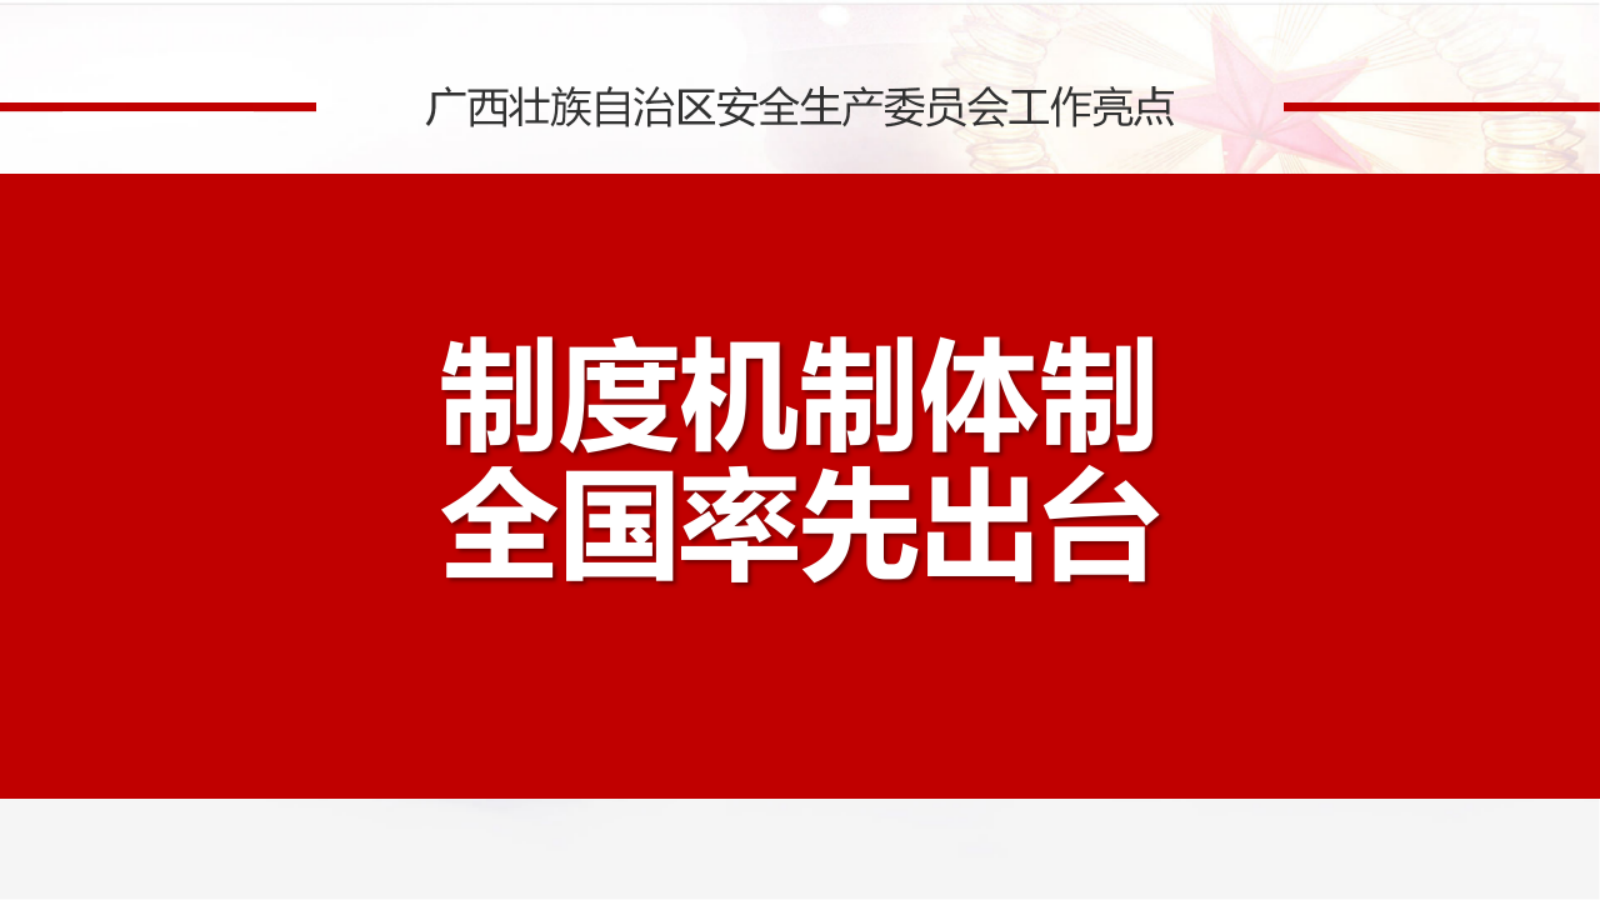 广西壮族自治区安全生产委员会工作亮点
制度机制体制
全国率先出台